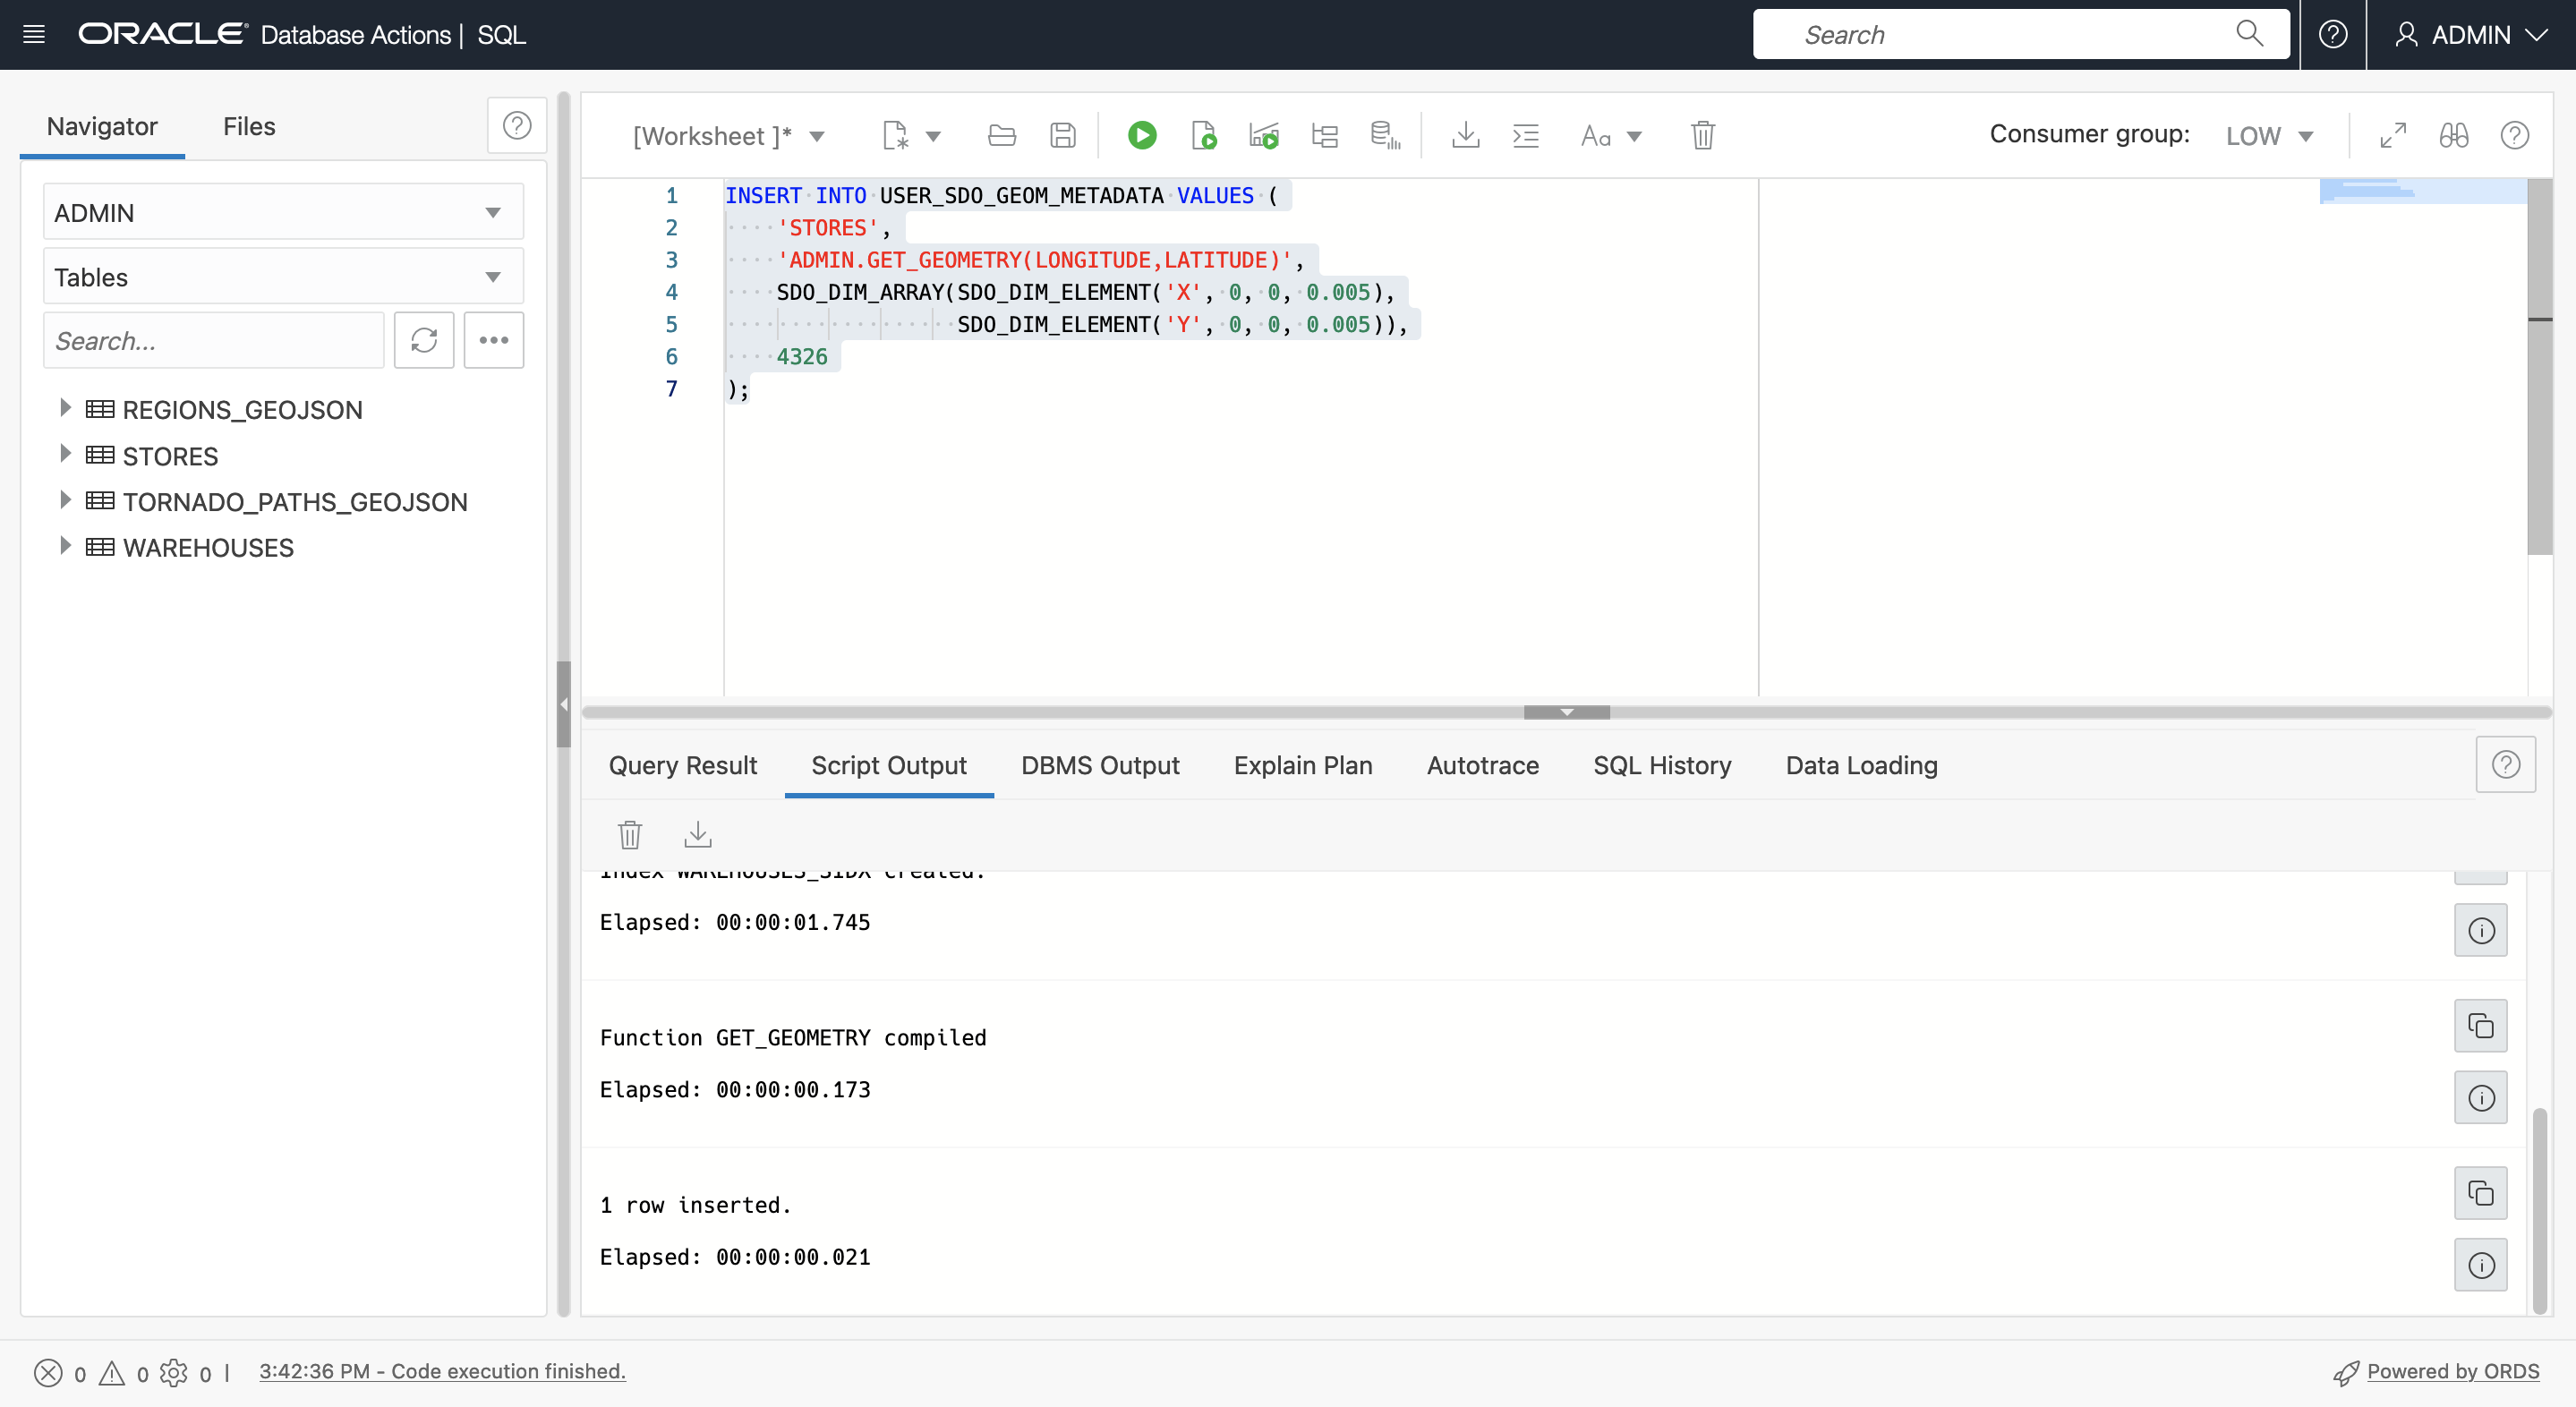 ORACLE Database Actions | SQL
Search
ADMIN
Navigator
Files
ADMIN
Tables
Search...
REGIONS_GEOJSON
STORES
TORNADO_PATHS_GEOJSON
WAREHOUSES
[Worksheet ]*
Aa
Consumer group:
LOW
1 INSERT INTO USER_SDO_GEOM_METADATA VALUES (
2 'STORES',
3 'ADMIN.GET_GEOMETRY(LONGITUDE,LATITUDE)',
4 SDO_DIM_ARRAY(SDO_DIM_ELEMENT('X', 0, 0, 0.005),
5 SDO_DIM_ELEMENT('Y', 0, 0, 0.005)),
6 4326
7 );
Query Result
Script Output
DBMS Output
Explain Plan
Autotrace
SQL History
Data Loading
Index WAREHOUSES_SIDX created.
Elapsed: 00:00:01.745
Function GET_GEOMETRY compiled
Elapsed: 00:00:00.173
1 row inserted.
Elapsed: 00:00:00.021
0 0 0 | 3:42:36 PM - Code execution finished.
Powered by ORDS